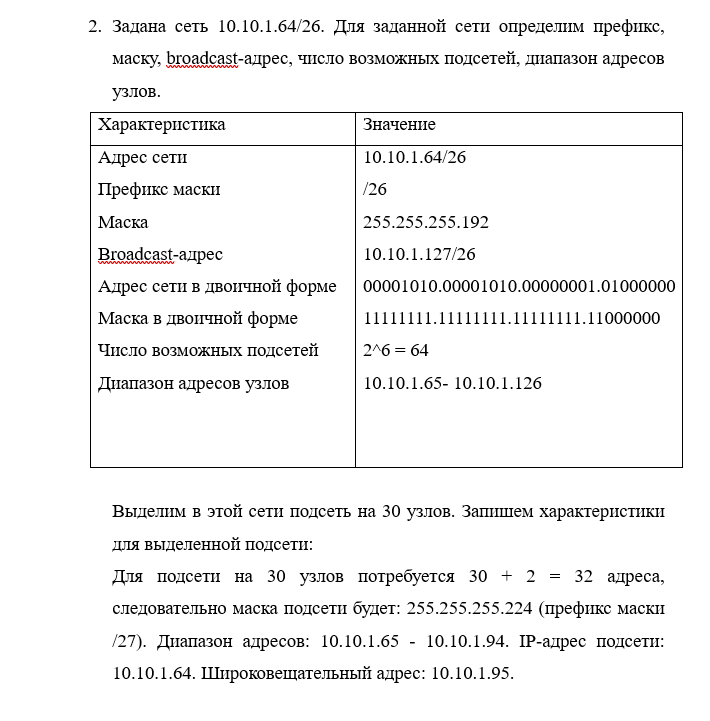 2. Задана сеть 10.10.1.64/26. Для заданной сети определим префикс,
маску, broadcast-адрес, число возможных подсетей, диапазон адресов
узлов.
Характеристика Значение
Адрес сети 10.10.1.64/26
Префикс маски /26
Маска 255.255.255.192
Broadcast-адрес 10.10.1.127/26
Адрес сети в двоичной форме 00001010.00001010.00000001.01000000
Маска в двоичной форме 11111111.11111111.11111111.11000000
Число возможных подсетей 2^6 = 64
Диапазон адресов узлов 10.10.1.65- 10.10.1.126
Выделим в этой сети подсеть на 30 узлов. Запишем характеристики
для выделенной подсети:
Для подсети на 30 узлов потребуется 30 + 2 = 32 адреса,
следовательно маска подсети будет: 255.255.255.224 (префикс маски
/27). Диапазон адресов: 10.10.1.65 - 10.10.1.94. IP-адрес подсети:
10.10.1.64. Широковещательный адрес: 10.10.1.95.